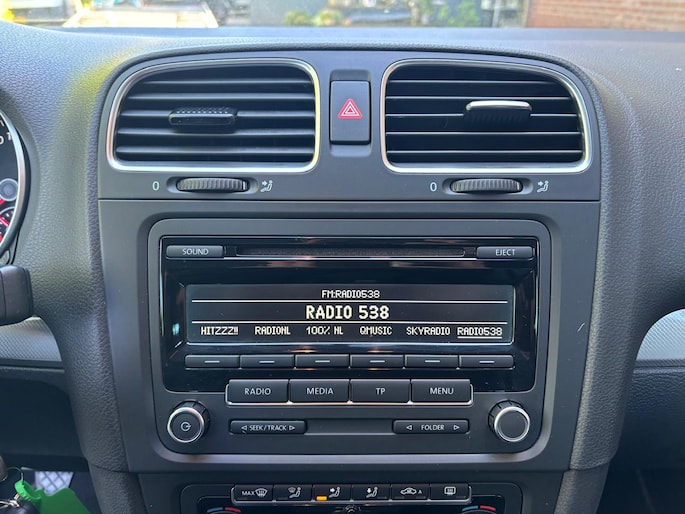 0 0
SOUND EJECT
FM:RADIO538
RADIO 538
HITZZZ!! RADIONL 100% NL QMUSIC SKYRADIO RADIO538
RADIO MEDIA TP MENU
SEEK/TRACK FOLDER
MAX A